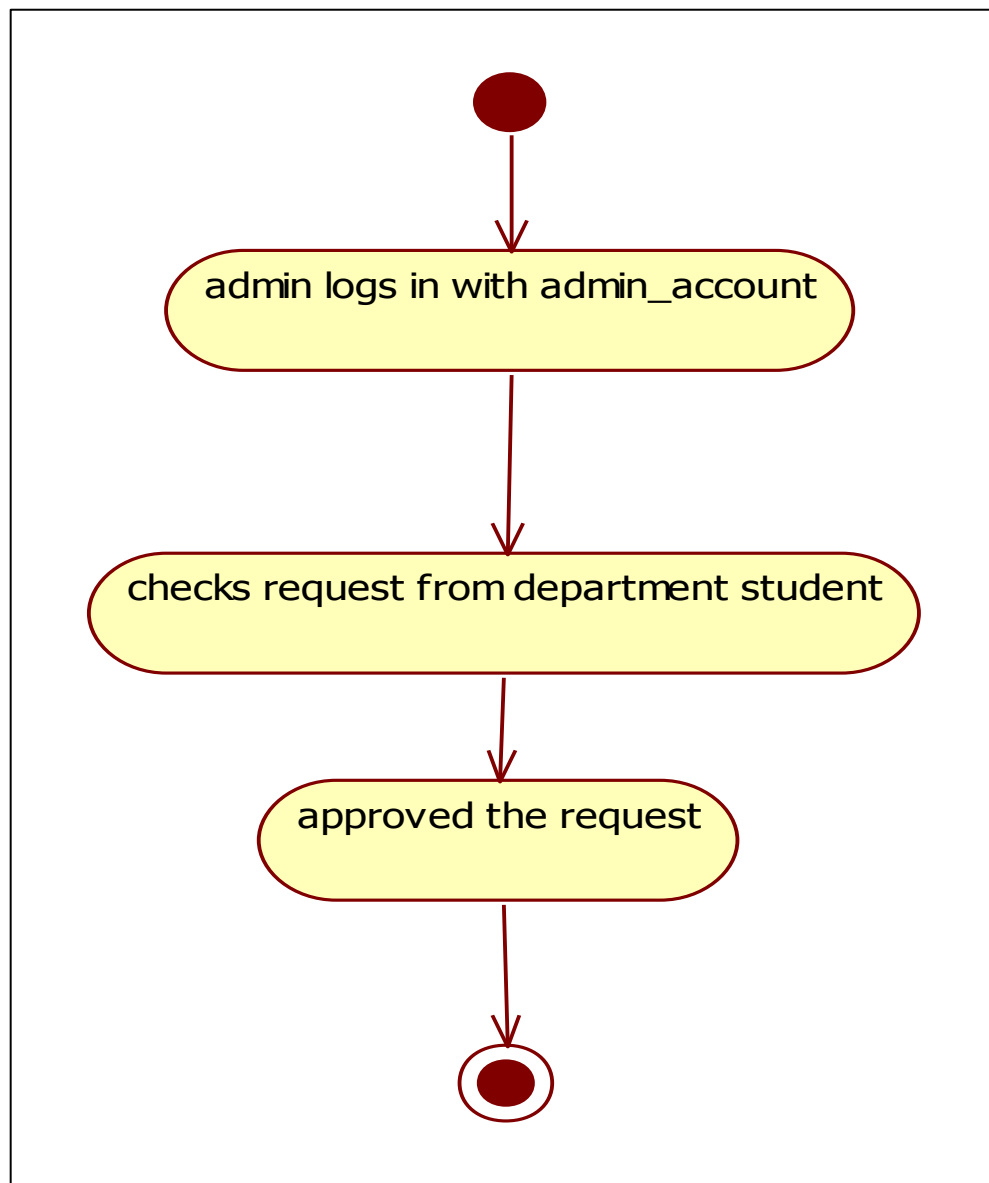 admin logs in with admin_account
checks request from department student
approved the request